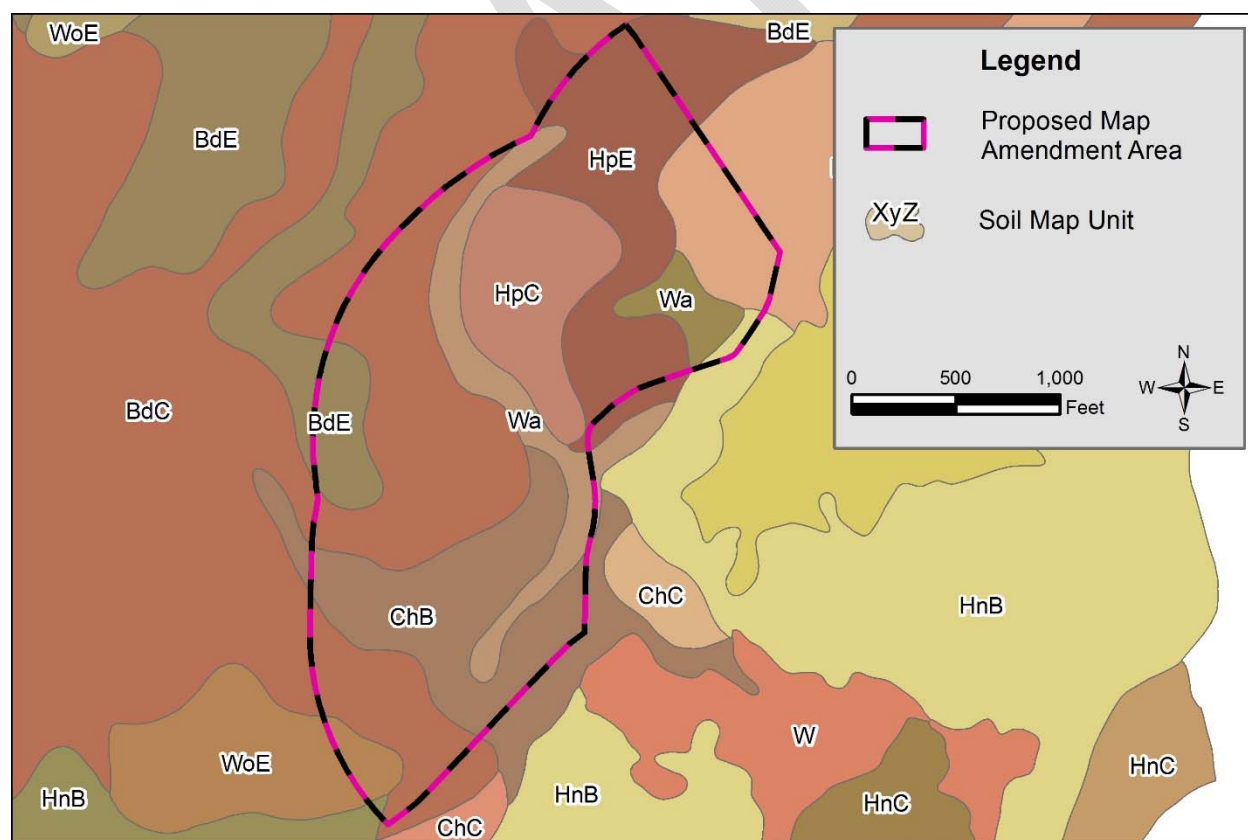 WoE
BdE
BdE
HpE
HpC
Wa
BdC
BdE
Wa
ChB
ChC
HnB
W
WoE
HnB
HnB
HnC
HnC
ChC
Legend
Proposed Map
Amendment Area
XyZ
Soil Map Unit
0 500 1,000
Feet
N
W E
S